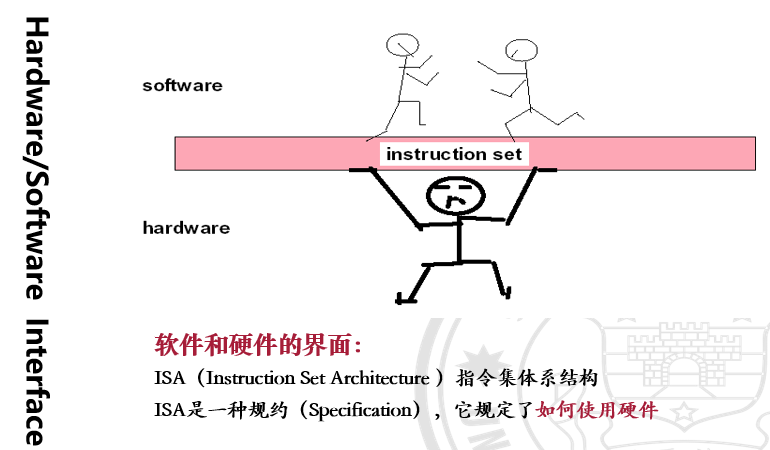 Hardware/Software Interface
software
instruction set
hardware
软件和硬件的界面：
ISA（Instruction Set Architecture ）指令集体系结构
ISA是一种规约（Specification），它规定了如何使用硬件
UN